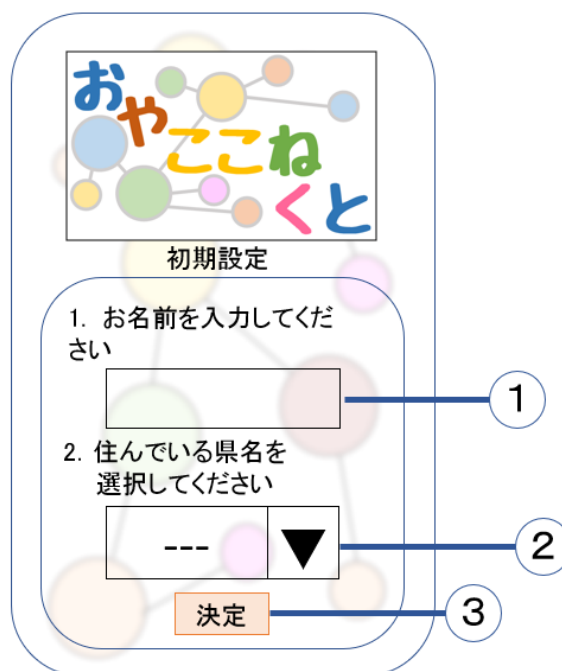 おやここねくと
初期設定
1. お名前を入力してくだ
さい
①
2. 住んでいる県名を
選択してください
--- ▼
②
決定
③